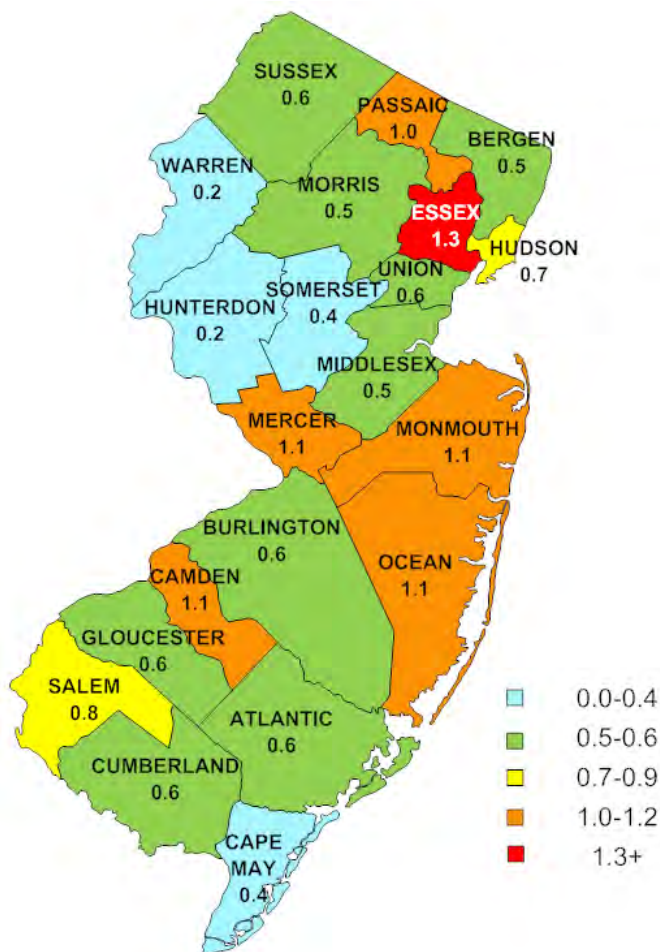 SUSSEX
0.6
PASSAIC
1.0
BERGEN
0.5
WARREN
0.2
MORRIS
0.5
ESSEX
1.3
HUDSON
0.7
UNION
0.6
SOMERSET
0.4
HUNTERDON
0.2
MIDDLESEX
0.5
MERCER
1.1
MONMOUTH
1.1
BURLINGTON
0.6
OCEAN
1.1
CAMDEN
1.1
GLOUCESTER
0.6
SALEM
0.8
ATLANTIC
0.6
CUMBERLAND
0.6
CAPE
MAY
0.4
0.0-0.4
0.5-0.6
0.7-0.9
1.0-1.2
1.3+